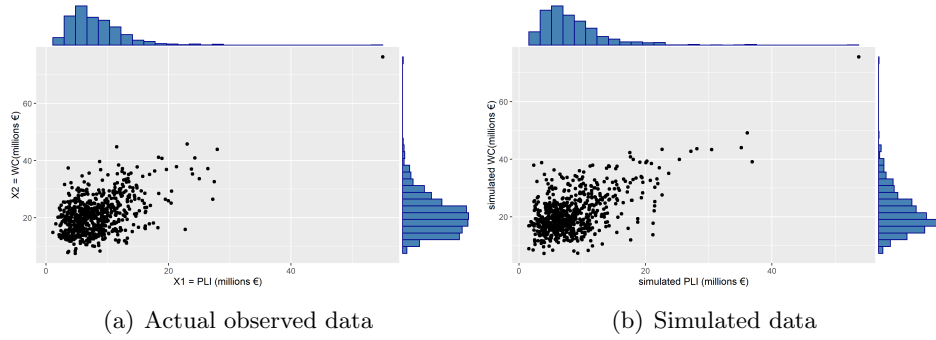 X2 = WC(millions €)
60
40
20
0
20
40
X1 = PLI (millions €)
(a) Actual observed data
simulated WC(millions €)
60
40
20
0
20
40
simulated PLI (millions €)
(b) Simulated data